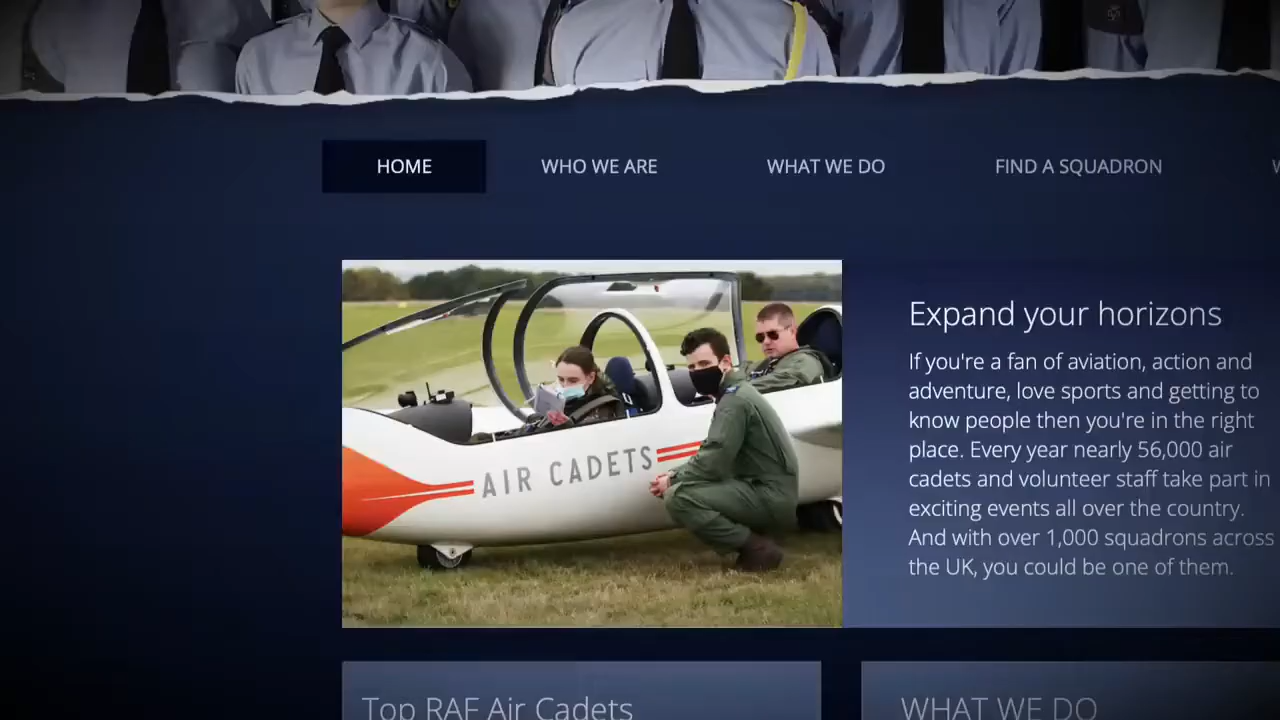 HOME
WHO WE ARE
WHAT WE DO
FIND A SQUADRON
AIR CADETS
Expand your horizons
If you're a fan of aviation, action and
adventure, love sports and getting to
know people then you're in the right
place. Every year nearly 56,000 air
cadets and volunteer staff take part in
exciting events all over the country.
And with over 1,000 squadrons across
the UK, you could be one of them.
Top RAF Air Cadets
WHAT WE DO